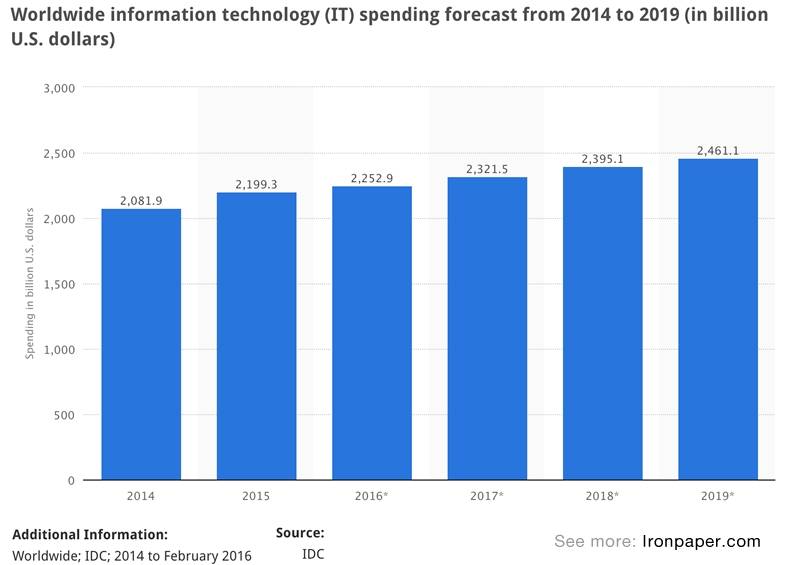 Worldwide information technology (IT) spending forecast from 2014 to 2019 (in billion
U.S. dollars)
Spending in billion U.S. dollars
3,000
2,500
2,000
1,500
1,000
500
0
2,081.9
2,199.3
2,252.9
2,321.5
2,395.1
2,461.1
2014
2015
2016*
2017*
2018*
2019*
Additional Information:
Worldwide; IDC; 2014 to February 2016
Source:
IDC
See more: Ironpaper.com